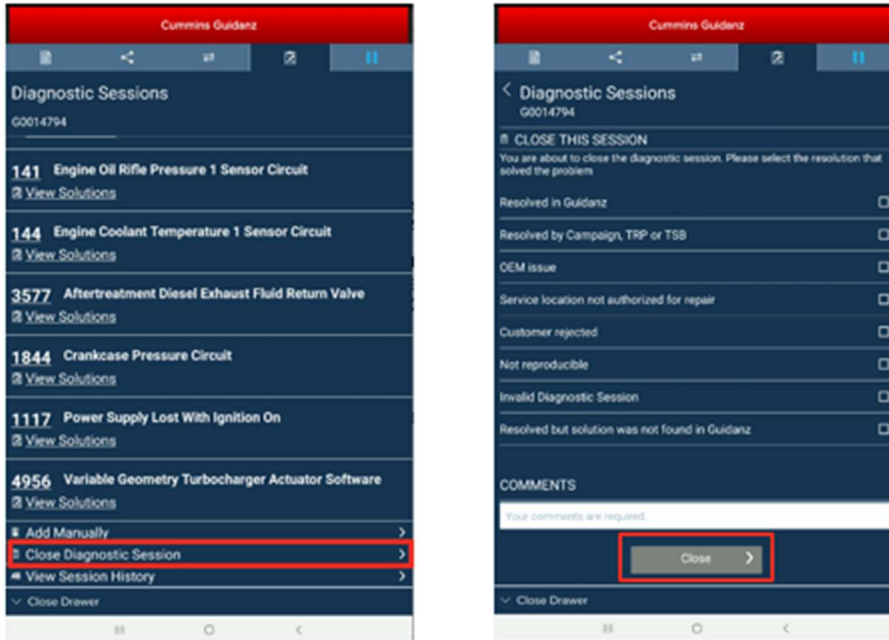 Cummins Guidanz
Diagnostic Sessions
G0014794
141 Engine Oil Rifle Pressure 1 Sensor Circuit
View Solutions
144 Engine Coolant Temperature 1 Sensor Circuit
View Solutions
3577 Aftertreatment Diesel Exhaust Fluid Return Valve
View Solutions
1844 Crankcase Pressure Circuit
View Solutions
1117 Power Supply Lost With Ignition On
View Solutions
4956 Variable Geometry Turbocharger Actuator Software
View Solutions
Add Manually
Close Diagnostic Session
View Session History
Close Drawer
Cummins Guidanz
Diagnostic Sessions
G0014794
CLOSE THIS SESSION
You are about to close the diagnostic session. Please select the resolution that
solved the problem
Resolved in Guidanz
Resolved by Campaign, TRP or TSB
OEM issue
Service location not authorized for repair
Customer rejected
Not reproducible
Invalid Diagnostic Session
Resolved but solution was not found in Guidanz
COMMENTS
Your comments are required.
Close
Close Drawer